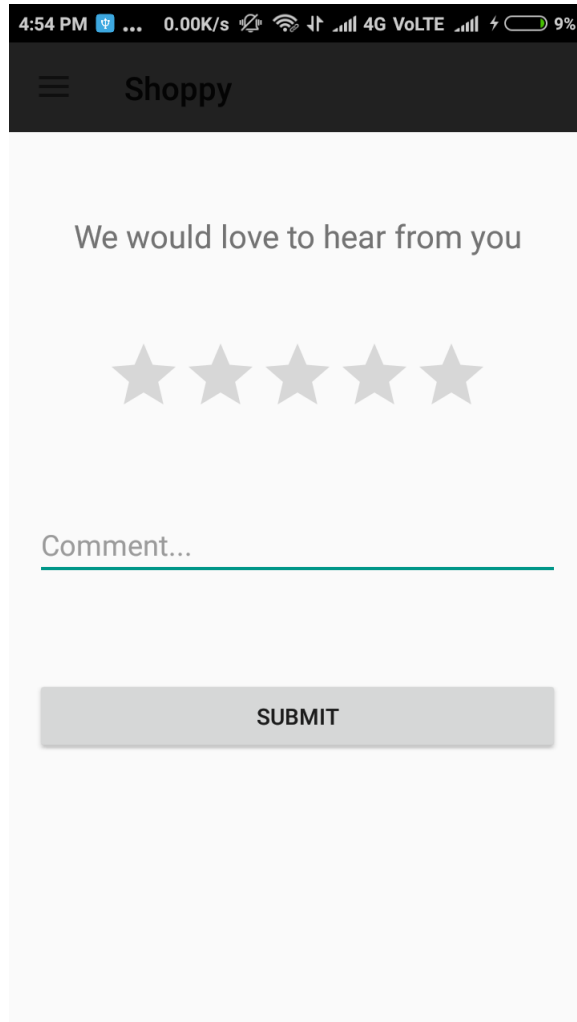 4:54 PM ... 0.00K/s 4G VoLTE 9%
Shoppy
We would love to hear from you
Comment...
SUBMIT